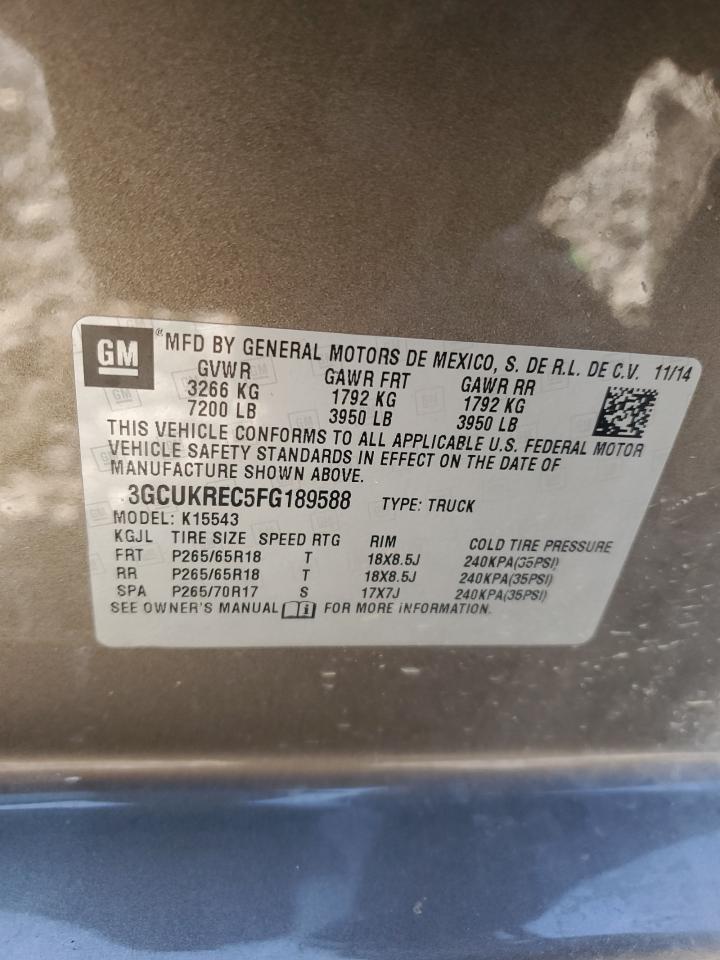 GM
®MFD BY GENERAL MOTORS DE MEXICO, S. DE R.L. DE C.V. 11/14
GVWR GAWR FRT GAWR RR
3266 KG 1792 KG 1792 KG
7200 LB 3950 LB 3950 LB
THIS VEHICLE CONFORMS TO ALL APPLICABLE U.S. FEDERAL MOTOR
VEHICLE SAFETY STANDARDS IN EFFECT ON THE DATE OF
MANUFACTURE SHOWN ABOVE.
3GCUKREC5FG189588 TYPE: TRUCK
MODEL: K15543
KGJL TIRE SIZE SPEED RTG RIM COLD TIRE PRESSURE
FRT P265/65R18 T 18X8.5J 240KPA(35PSI)
RR P265/65R18 T 18X8.5J 240KPA(35PSI)
SPA P265/70R17 S 17X7J 240KPA(35PSI)
SEE OWNER'S MANUAL FOR MORE INFORMATION.